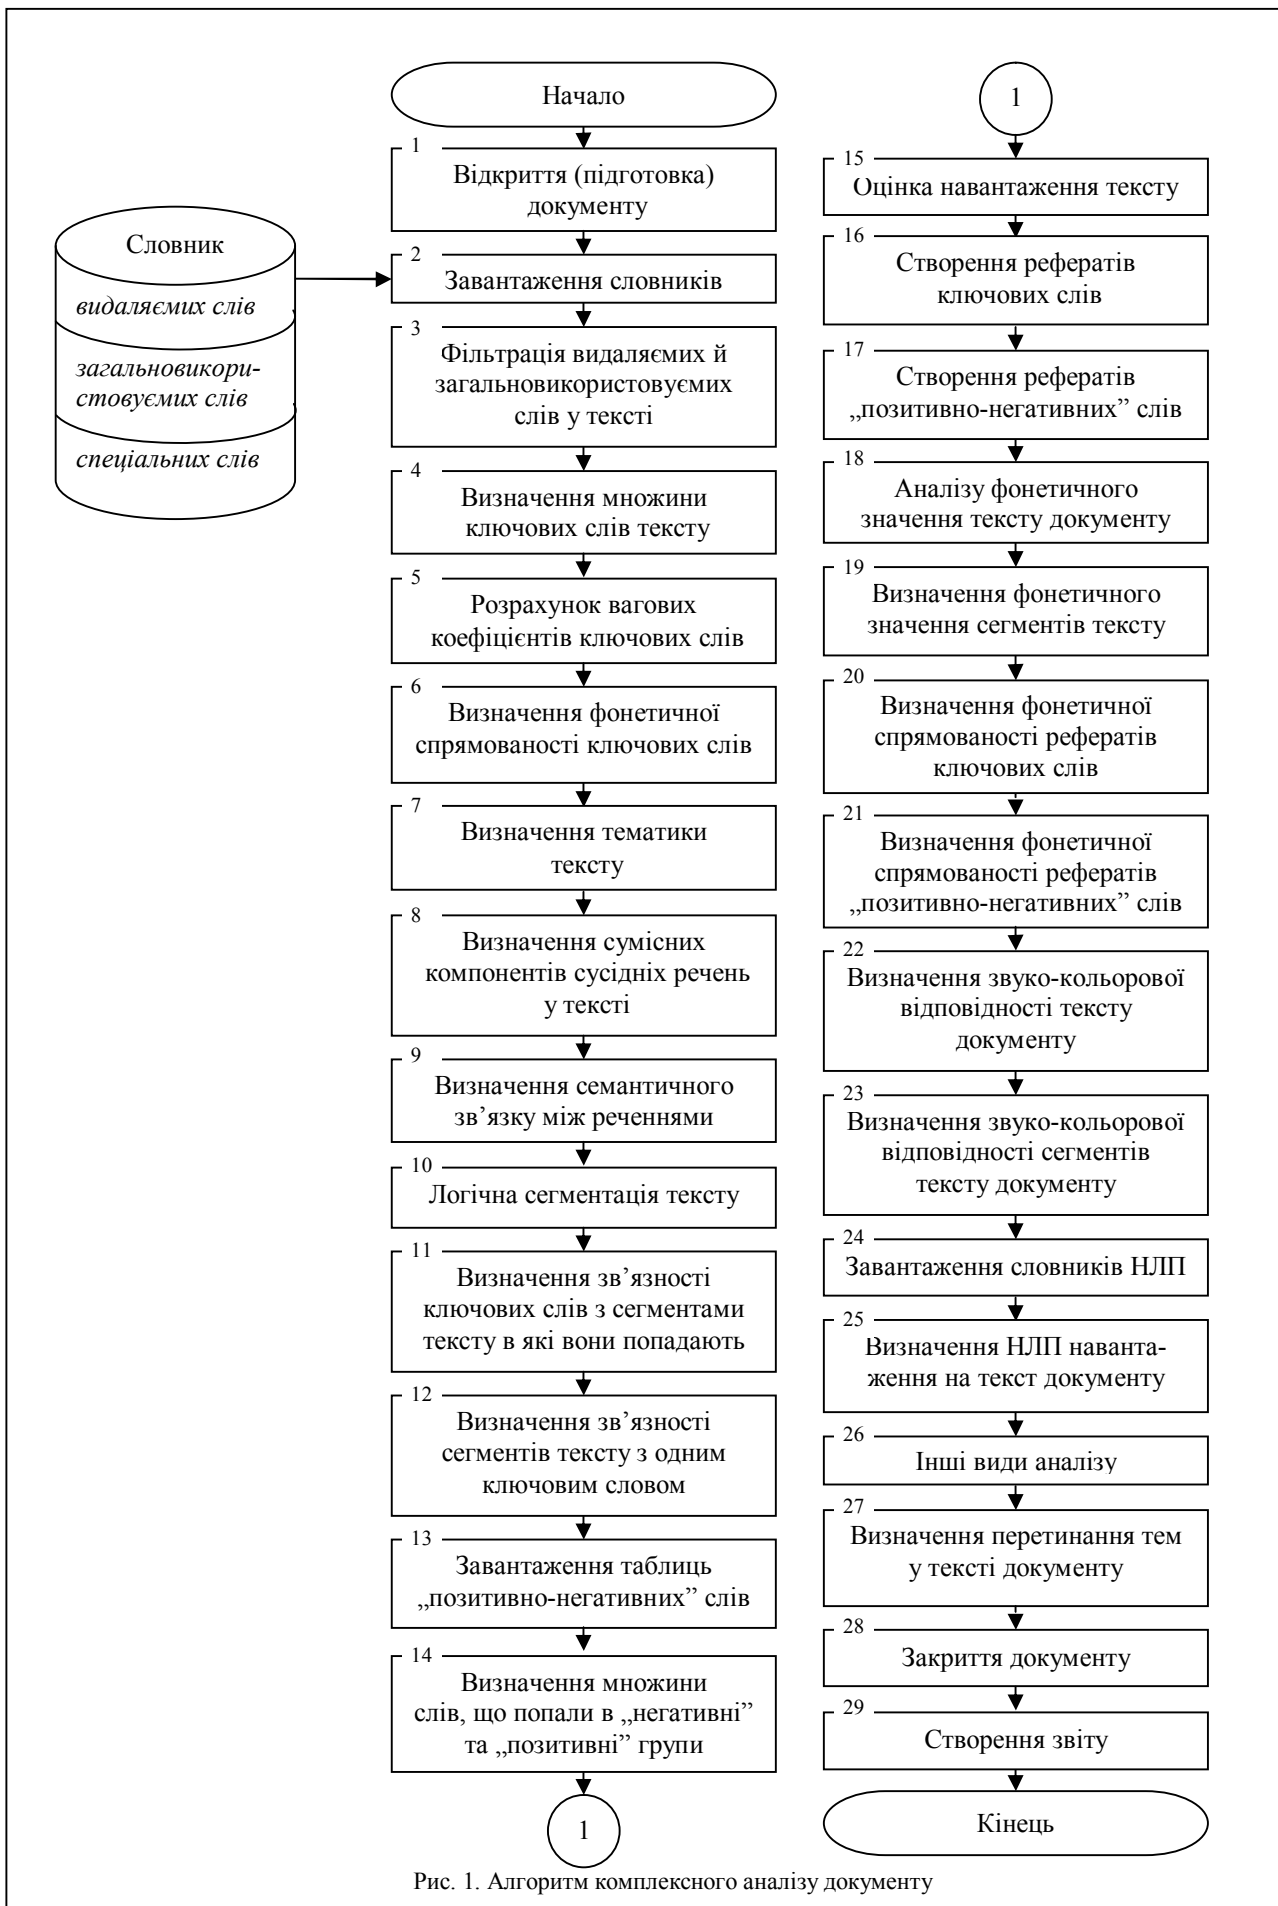 Начало
1
Відкриття (підготовка)
документу
Словник
видаляємих слів
загальновикори-
стовуємих слів
спеціальних слів
2
Завантаження словників
3
Фільтрація видаляємих й
загальновикористовуємих
слів у тексті
4
Визначення множини
ключових слів тексту
5
Розрахунок вагових
коефіцієнтів ключових слів
6
Визначення фонетичної
спрямованості ключових слів
7
Визначення тематики
тексту
8
Визначення сумісних
компонентів сусідніх речень
у тексті
9
Визначення семантичного
зв’язку між реченнями
10
Логічна сегментація тексту
11
Визначення зв’язності
ключових слів з сегментами
тексту в які вони попадають
12
Визначення зв’язності
сегментів тексту з одним
ключовим словом
13
Завантаження таблиць
„позитивно-негативних” слів
14
Визначення множини
слів, що попали в „негативні”
та „позитивні” групи
1
1
15
Оцінка навантаження тексту
16
Створення рефератів
ключових слів
17
Створення рефератів
„позитивно-негативних” слів
18
Аналізу фонетичного
значення тексту документу
19
Визначення фонетичного
значення сегментів тексту
20
Визначення фонетичної
спрямованості рефератів
ключових слів
21
Визначення фонетичної
спрямованості рефератів
„позитивно-негативних” слів
22
Визначення звуко-кольорової
відповідності тексту
документу
23
Визначення звуко-кольорової
відповідності сегментів
тексту документу
24
Завантаження словників НЛП
25
Визначення НЛП наванта-
ження на текст документу
26
Інші види аналізу
27
Визначення перетинання тем
у тексті документу
28
Закриття документу
29
Створення звіту
Кінець
Рис. 1. Алгоритм комплексного аналізу документу